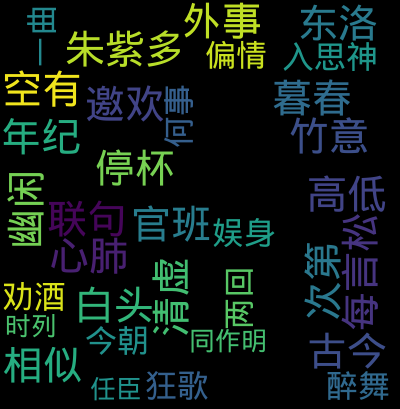 一曲
外事
东洛
朱紫多
偏情
入思神
空有
邀欢
何事
暮春
年纪
竹意
停杯
幽闲
高低
联句
官班
娱身
每言松
心肺
次第
清虚
两回
劝酒
白头
时列
今朝
同作明
古今
相似
任臣
狂歌
醉舞